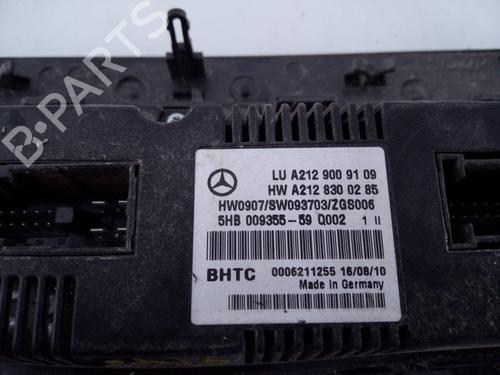 B-PARTS
LU A212 900 91 09
HW A212 830 02 85
HW0907/SW093703/ZGS006
5HB 009355-59 Q002 1 II
BHTC 0006211255 16/08/10
Made in Germany